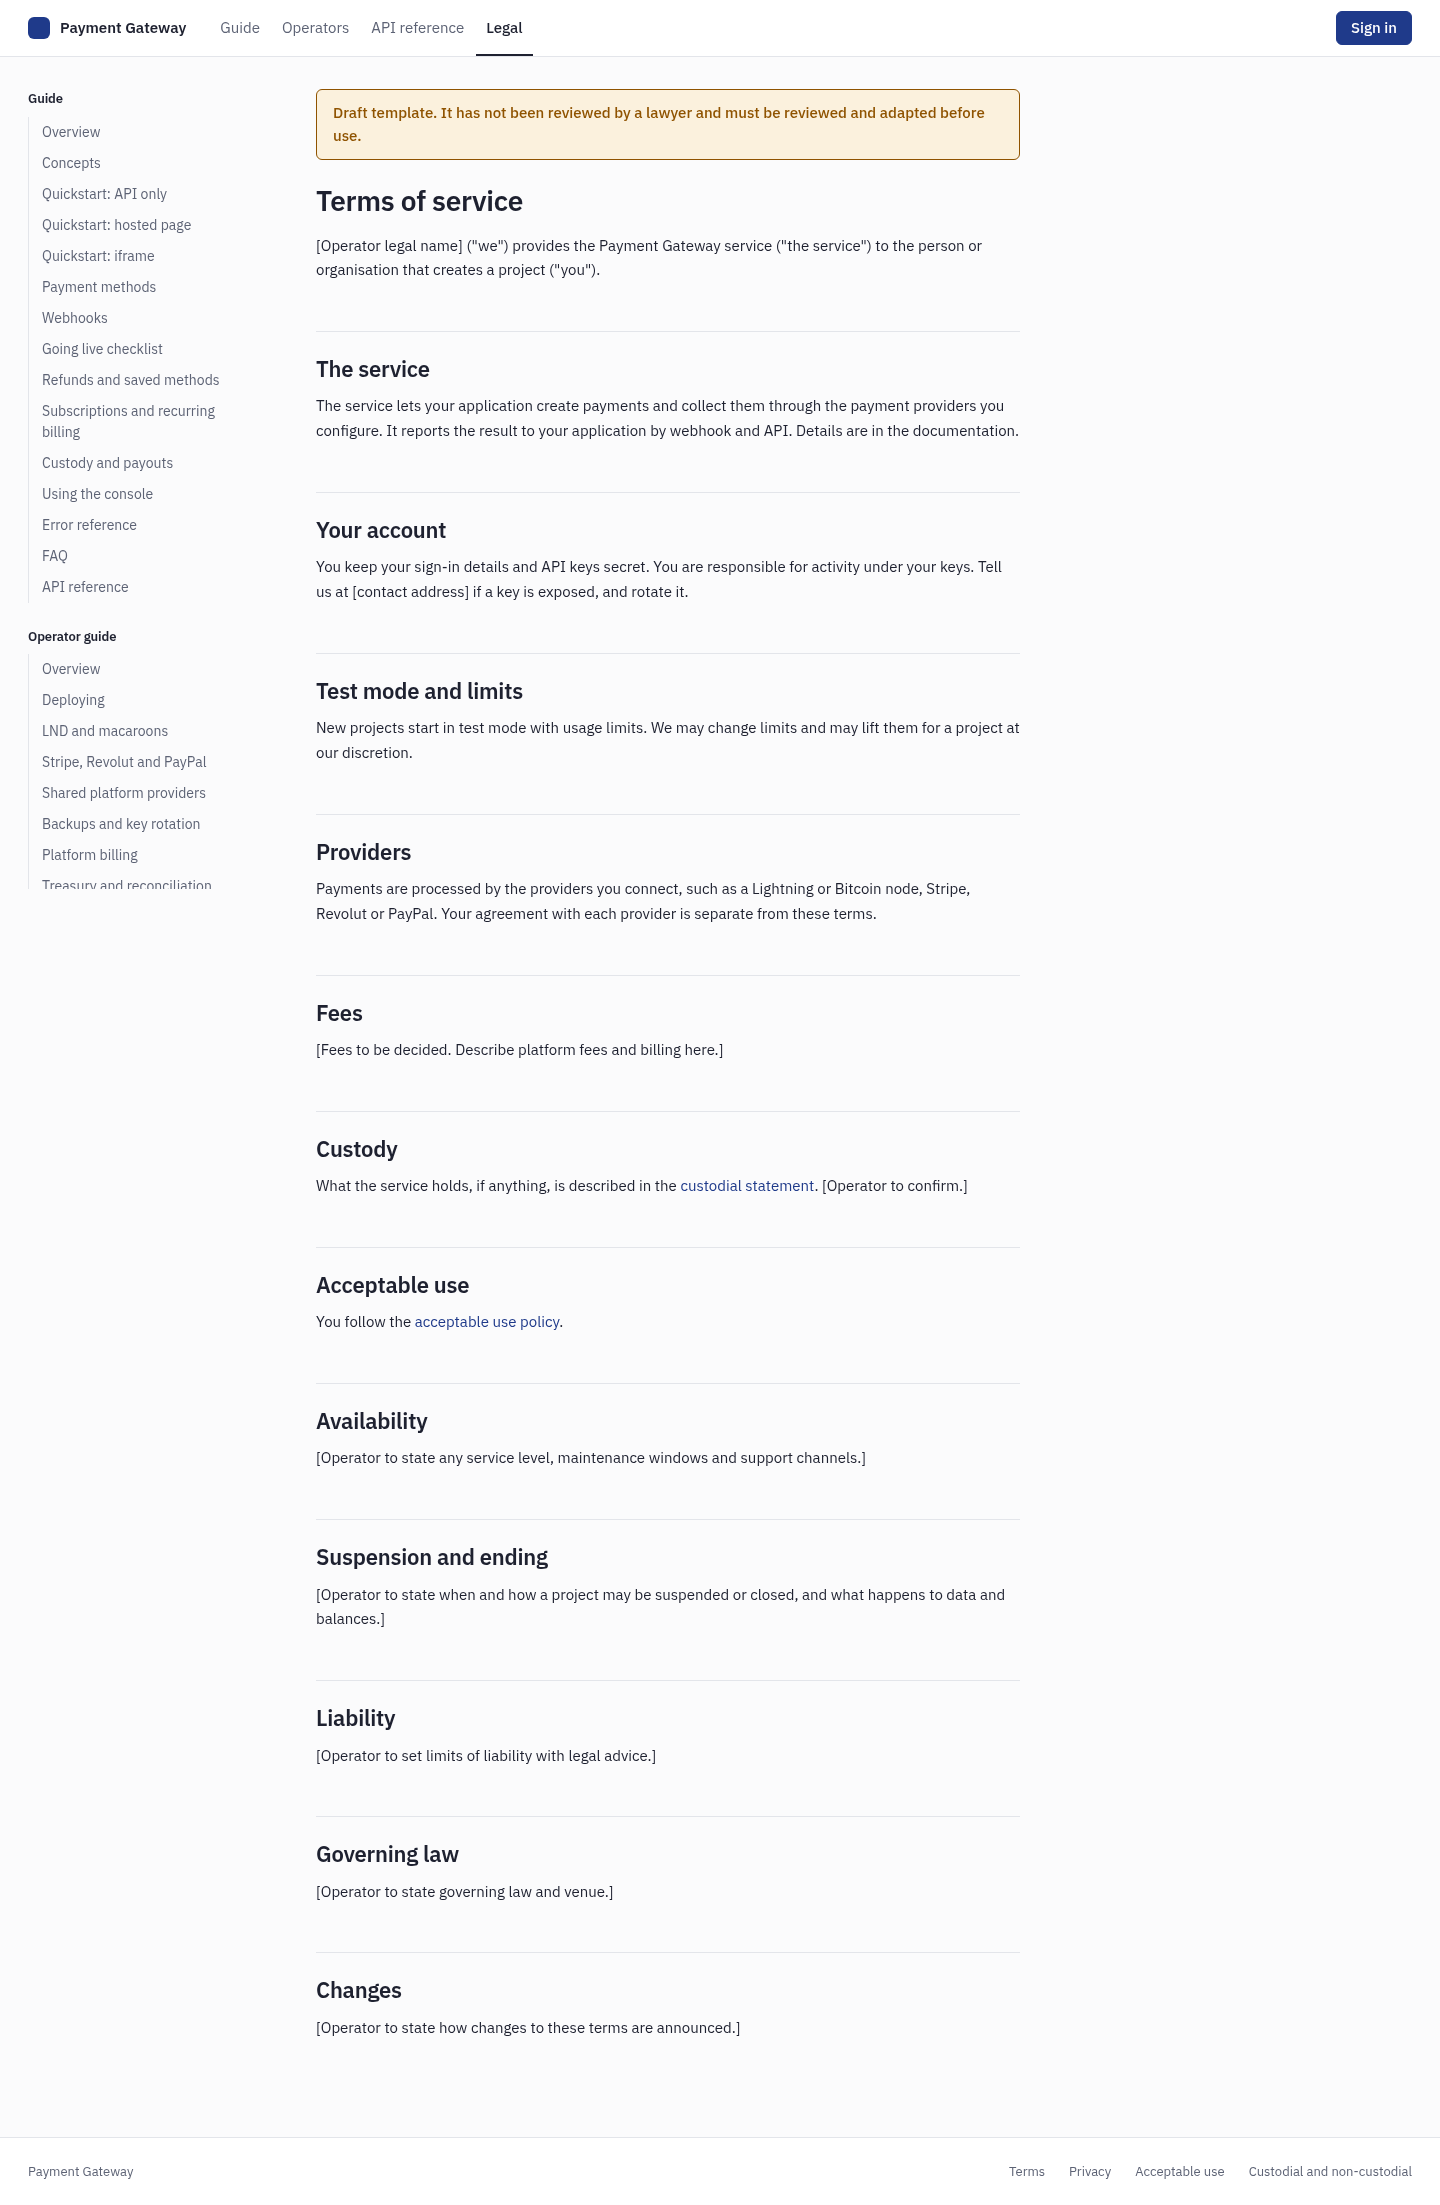 Payment Gateway
Guide
Operators
API reference
Legal
Sign in
Guide
Overview
Concepts
Quickstart: API only
Quickstart: hosted page
Quickstart: iframe
Payment methods
Webhooks
Going live checklist
Refunds and saved methods
Subscriptions and recurring
billing
Custody and payouts
Using the console
Error reference
FAQ
API reference
Operator guide
Overview
Deploying
LND and macaroons
Stripe, Revolut and PayPal
Shared platform providers
Backups and key rotation
Platform billing
Treasury and reconciliation
Draft template. It has not been reviewed by a lawyer and must be reviewed and adapted before
use.
Terms of service
[Operator legal name] ("we") provides the Payment Gateway service ("the service") to the person or
organisation that creates a project ("you").
The service
The service lets your application create payments and collect them through the payment providers you
configure. It reports the result to your application by webhook and API. Details are in the documentation.
Your account
You keep your sign-in details and API keys secret. You are responsible for activity under your keys. Tell
us at [contact address] if a key is exposed, and rotate it.
Test mode and limits
New projects start in test mode with usage limits. We may change limits and may lift them for a project at
our discretion.
Providers
Payments are processed by the providers you connect, such as a Lightning or Bitcoin node, Stripe,
Revolut or PayPal. Your agreement with each provider is separate from these terms.
Fees
[Fees to be decided. Describe platform fees and billing here.]
Custody
What the service holds, if anything, is described in the custodial statement. [Operator to confirm.]
Acceptable use
You follow the acceptable use policy.
Availability
[Operator to state any service level, maintenance windows and support channels.]
Suspension and ending
[Operator to state when and how a project may be suspended or closed, and what happens to data and
balances.]
Liability
[Operator to set limits of liability with legal advice.]
Governing law
[Operator to state governing law and venue.]
Changes
[Operator to state how changes to these terms are announced.]
Payment Gateway
Terms
Privacy
Acceptable use
Custodial and non-custodial